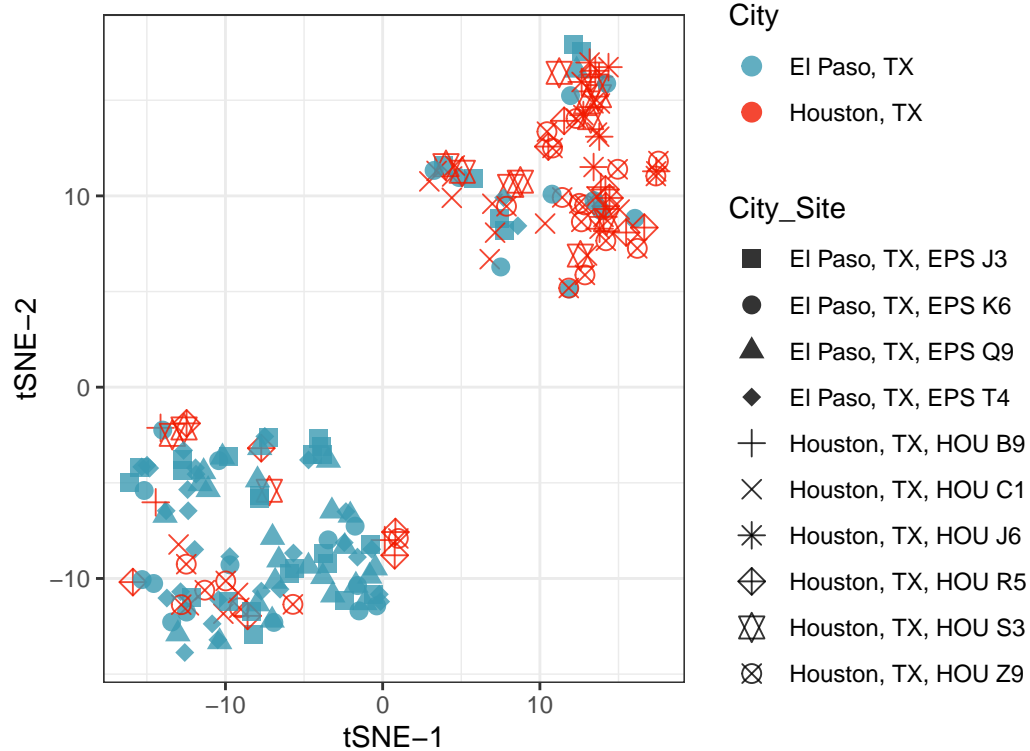 City
El Paso, TX
Houston, TX
City_Site
El Paso, TX, EPS J3
El Paso, TX, EPS K6
El Paso, TX, EPS Q9
El Paso, TX, EPS T4
Houston, TX, HOU B9
Houston, TX, HOU C1
Houston, TX, HOU J6
Houston, TX, HOU R5
Houston, TX, HOU S3
Houston, TX, HOU Z9
tSNE−2
10
0
−10
−10
0
10
tSNE−1